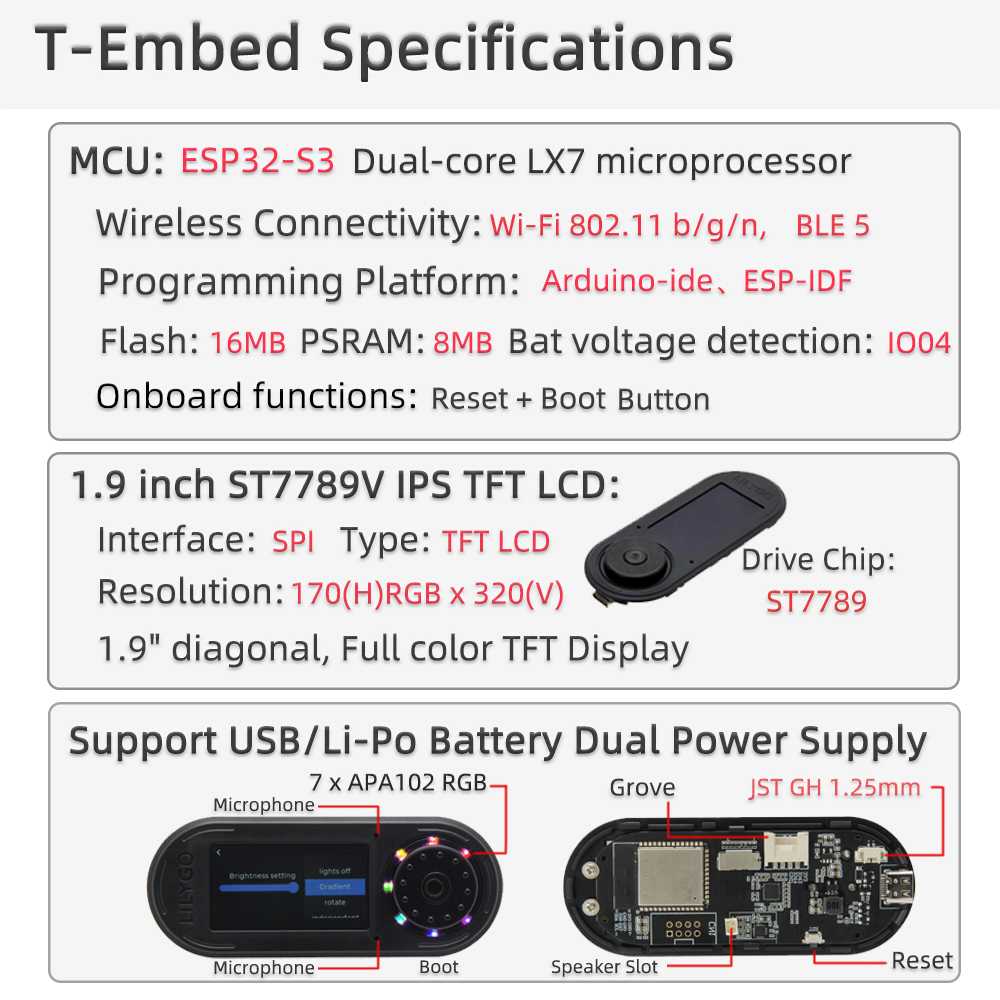 T-Embed Specifications
MCU: ESP32-S3 Dual-core LX7 microprocessor
Wireless Connectivity: Wi-Fi 802.11 b/g/n, BLE 5
Programming Platform: Arduino-ide、ESP-IDF
Flash: 16MB PSRAM: 8MB Bat voltage detection: IO04
Onboard functions: Reset + Boot Button
1.9 inch ST7789V IPS TFT LCD:
Interface: SPI Type: TFT LCD
Resolution: 170(H)RGB x 320(V)
1.9" diagonal, Full color TFT Display
LILYGO
Drive Chip:
ST7789
Support USB/Li-Po Battery Dual Power Supply
7 x APA102 RGB
Microphone
LILYGO
<
Brightness setting
lights off
Gradient
rotate
independent
Microphone
Boot
Grove
JST GH 1.25mm
100
Speaker Slot
Reset